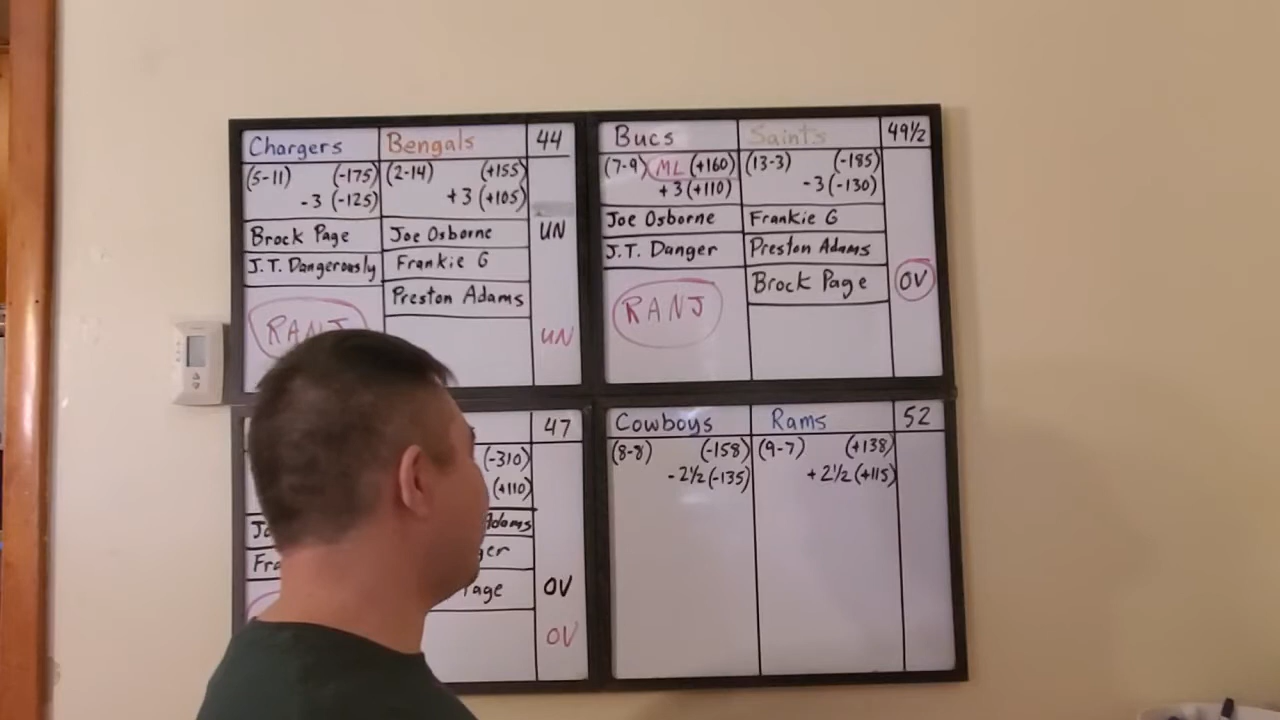 Chargers Bengals 44
(5-11) (-175) (2-14) (+155)
-3 (-125) +3 (+105)
Brock Page Joe Osborne UN
J.T. Dangerously Frankie G
Preston Adams
RANJ UN
Bucs Saints 49½
(7-9) ML (+160) (13-3) (-185)
+3 (+110) -3 (-130)
Joe Osborne Frankie G
J.T. Danger Preston Adams
Brock Page OV
RANJ
47
(-310)
(+110)
Adams
OV
OV
Cowboys Rams 52
(8-8) (-158) (9-7) (+138)
-2½ (-135) +2½ (+115)